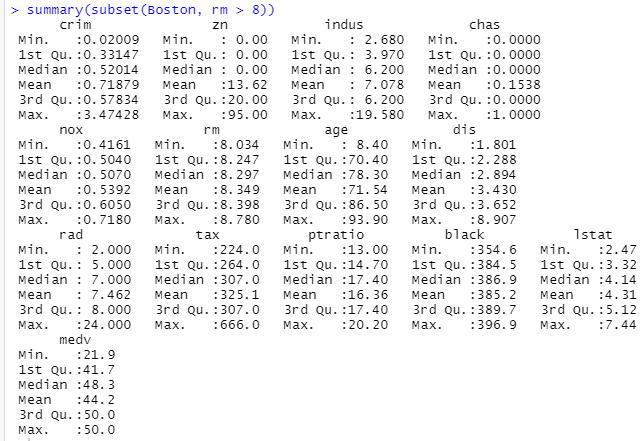 > summary(subset(Boston, rm > 8))
crim zn indus chas
Min. :0.02009 Min. : 0.00 Min. : 2.680 Min. :0.0000
1st Qu.:0.33147 1st Qu.: 0.00 1st Qu.: 3.970 1st Qu.:0.0000
Median :0.52014 Median : 0.00 Median : 6.200 Median :0.0000
Mean :0.71879 Mean :13.62 Mean : 7.078 Mean :0.1538
3rd Qu.:0.57834 3rd Qu.:20.00 3rd Qu.: 6.200 3rd Qu.:0.0000
Max. :3.47428 Max. :95.00 Max. :19.580 Max. :1.0000
nox rm age dis
Min. :0.4161 Min. :8.034 Min. : 8.40 Min. :1.801
1st Qu.:0.5040 1st Qu.:8.247 1st Qu.:70.40 1st Qu.:2.288
Median :0.5070 Median :8.297 Median :78.30 Median :2.894
Mean :0.5392 Mean :8.349 Mean :71.54 Mean :3.430
3rd Qu.:0.6050 3rd Qu.:8.398 3rd Qu.:86.50 3rd Qu.:3.652
Max. :0.7180 Max. :8.780 Max. :93.90 Max. :8.907
rad tax ptratio black lstat
Min. : 2.000 Min. :224.0 Min. :13.00 Min. :354.6 Min. :2.47
1st Qu.: 5.000 1st Qu.:264.0 1st Qu.:14.70 1st Qu.:384.5 1st Qu.:3.32
Median : 7.000 Median :307.0 Median :17.40 Median :386.9 Median :4.14
Mean : 7.462 Mean :325.1 Mean :16.36 Mean :385.2 Mean :4.31
3rd Qu.: 8.000 3rd Qu.:307.0 3rd Qu.:17.40 3rd Qu.:389.7 3rd Qu.:5.12
Max. :24.000 Max. :666.0 Max. :20.20 Max. :396.9 Max. :7.44
medv
Min. :21.9
1st Qu.:41.7
Median :48.3
Mean :44.2
3rd Qu.:50.0
Max. :50.0